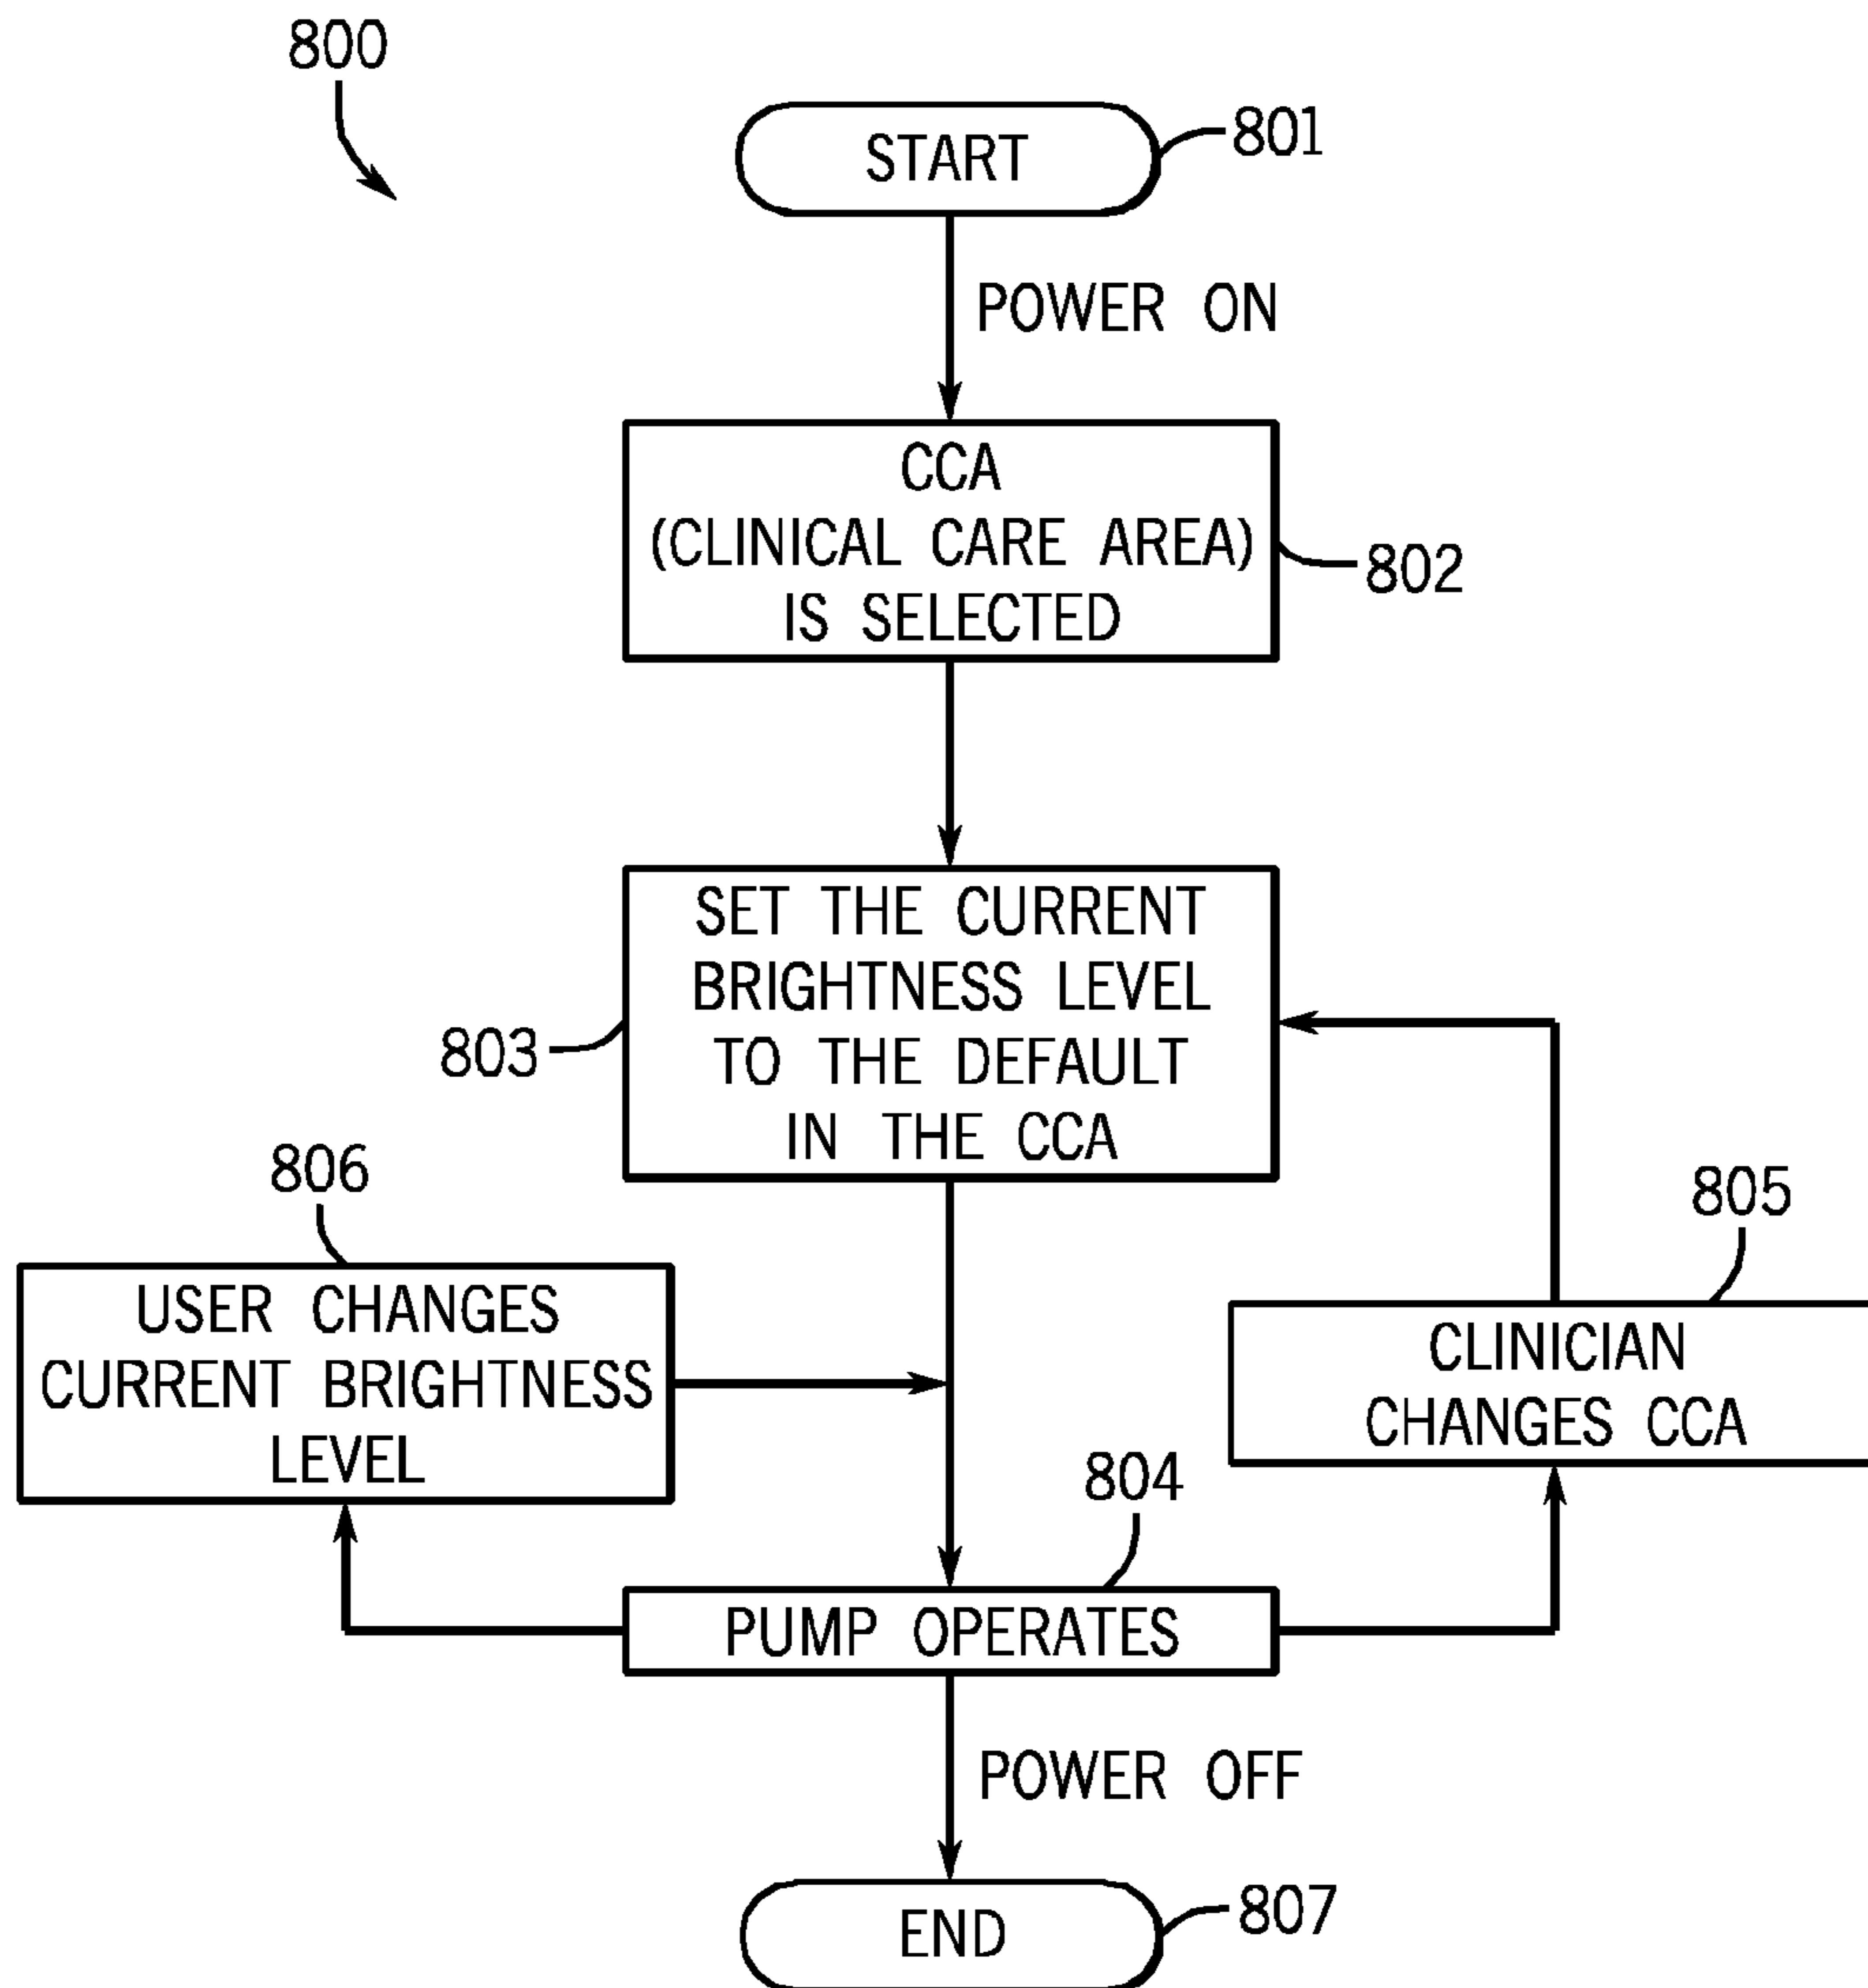 800
START
801
POWER ON
CCA
(CLINICAL CARE AREA)
IS SELECTED
802
SET THE CURRENT
BRIGHTNESS LEVEL
TO THE DEFAULT
IN THE CCA
803
806
USER CHANGES
CURRENT BRIGHTNESS
LEVEL
805
CLINICIAN
CHANGES CCA
804
PUMP OPERATES
POWER OFF
END
807